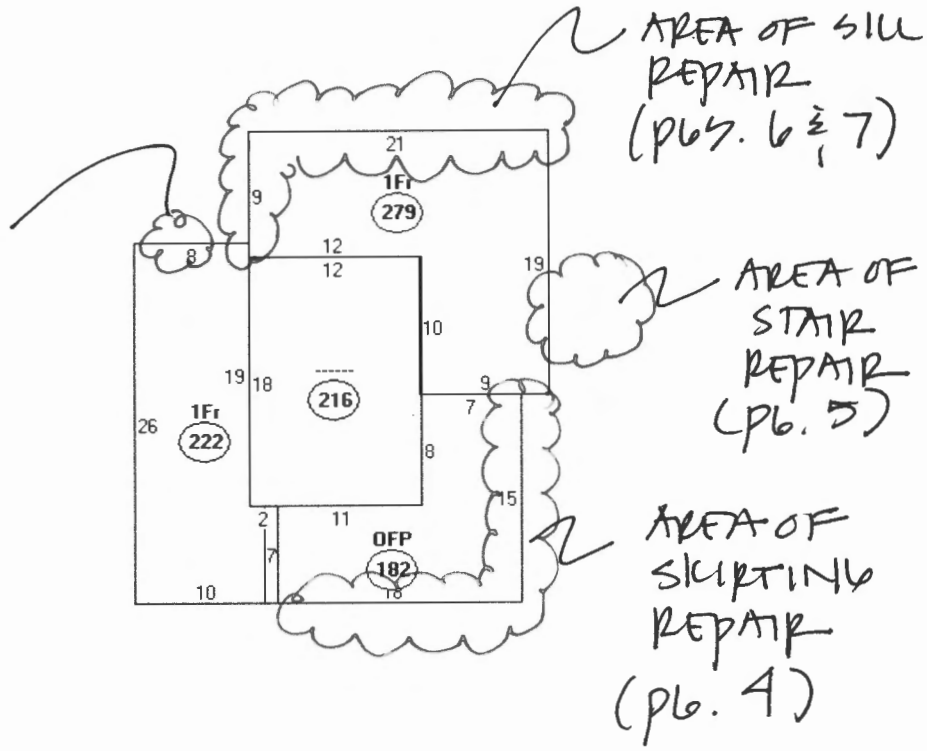 AREA OF SILL
REPAIR
(PGS. 6 & 7)
21
1Fr
279
9
8
12
12
19
10
AREA OF
STAIR
REPAIR
(PG. 5)
19
18
-----
216
9
7
26
1Fr
222
8
15
2
11
7
OFP
182
10
18
AREA OF
SKIRTING
REPAIR
(PG. 4)